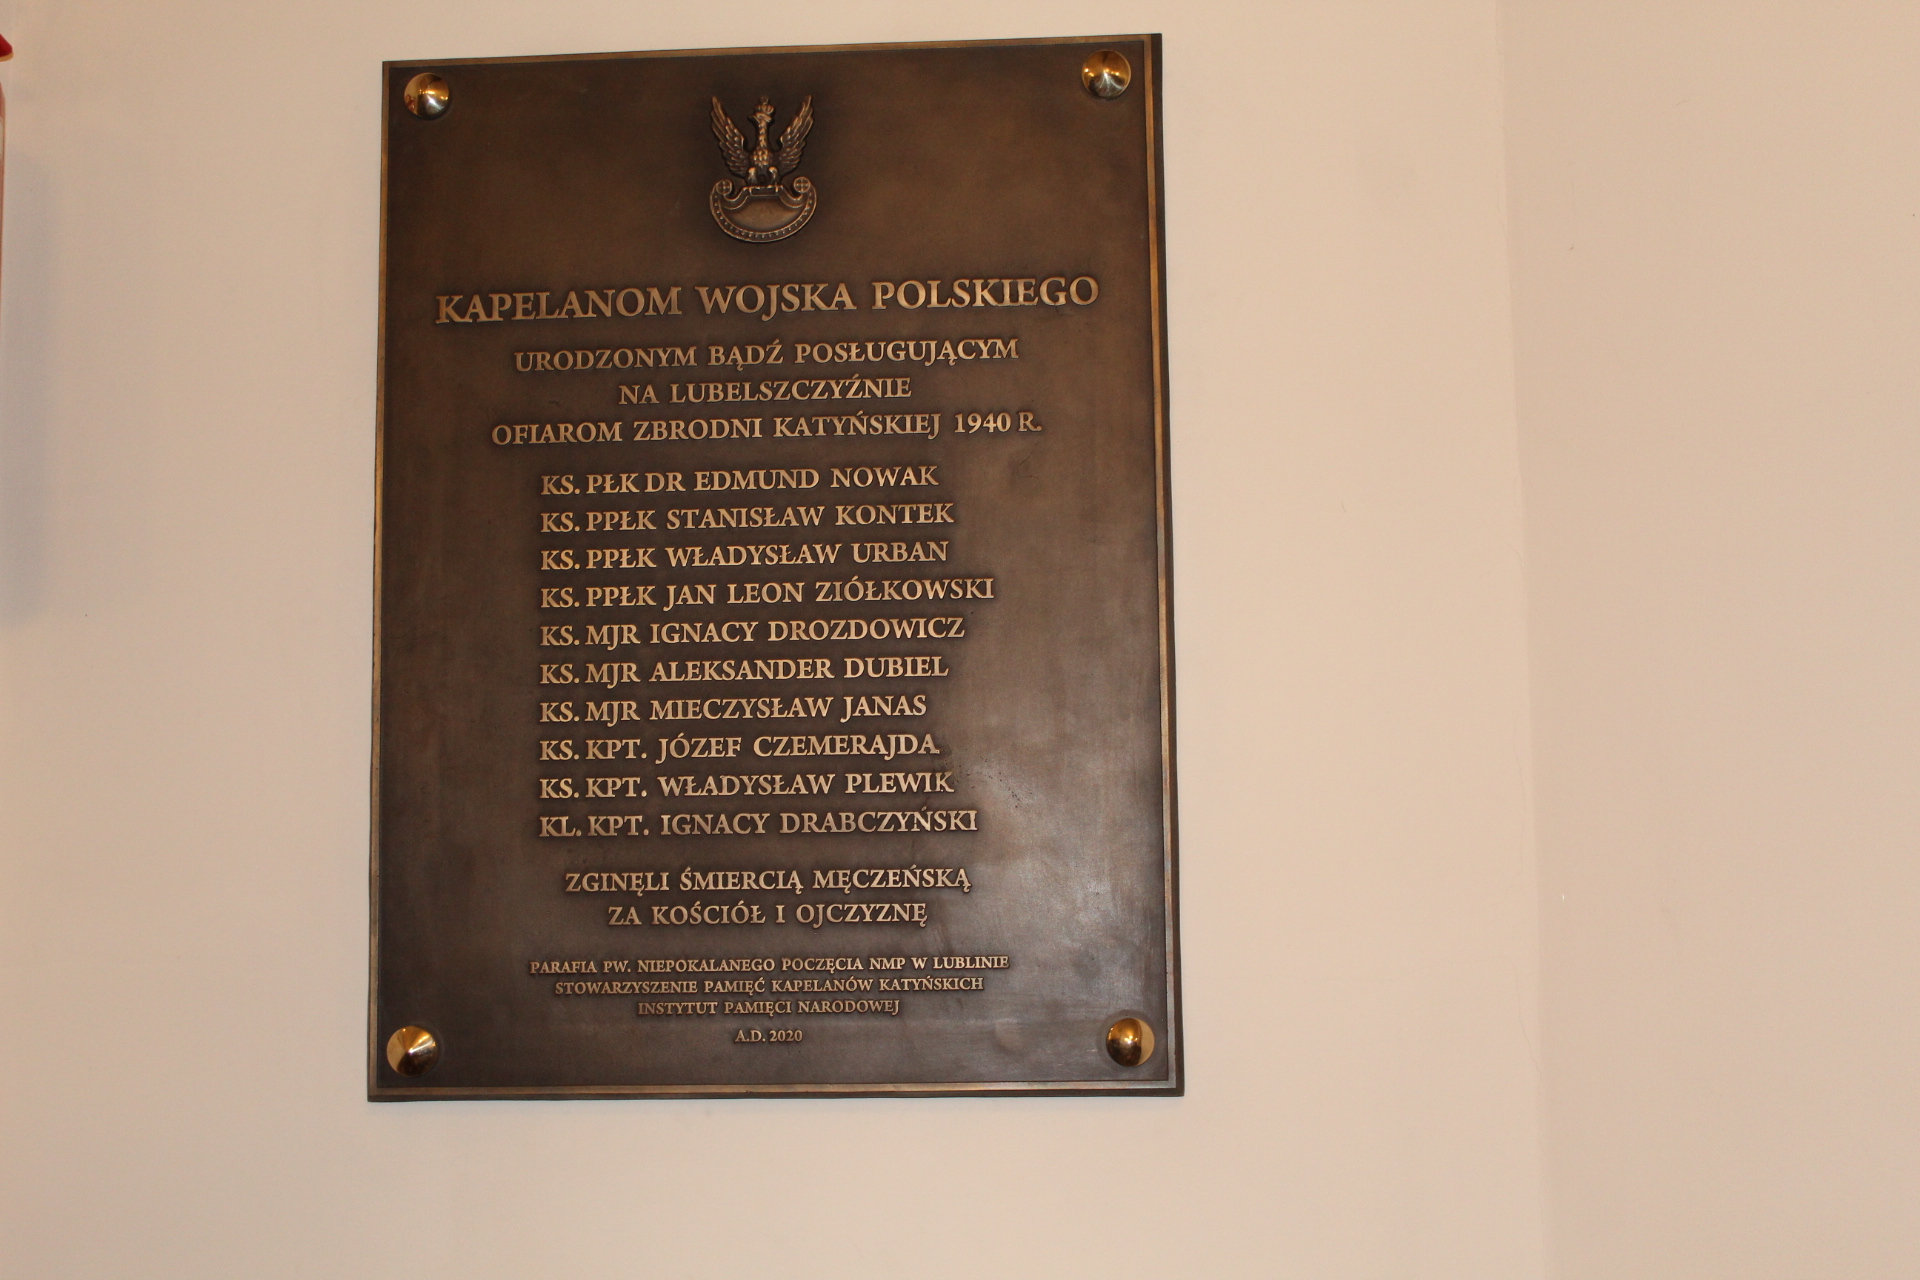 KAPELANOM WOJSKA POLSKIEGO
URODZONYM BĄDŹ POSŁUGUJĄCYM
NA LUBELSZCZYŹNIE
OFIAROM ZBRODNI KATYŃSKIEJ 1940 R.
KS. PŁK DR EDMUND NOWAK
KS. PPŁK STANISŁAW KONTEK
KS. PPŁK WŁADYSŁAW URBAN
KS. PPŁK JAN LEON ZIÓŁKOWSKI
KS. MJR IGNACY DROZDOWICZ
KS. MJR ALEKSANDER DUBIEL
KS. MJR MIECZYSŁAW JANAS
KS. KPT. JÓZEF CZEMERAJDA
KS. KPT. WŁADYSŁAW PLEWIK
KL. KPT. IGNACY DRABCZYŃSKI
ZGINĘLI ŚMIERCIĄ MĘCZEŃSKĄ
ZA KOŚCIÓŁ I OJCZYZNĘ
PARAFIA PW. NIEPOKALANEGO POCZĘCIA NMP W LUBLINIE
STOWARZYSZENIE PAMIĘĆ KAPELANÓW KATYŃSKICH
INSTYTUT PAMIĘCI NARODOWEJ
A.D. 2020